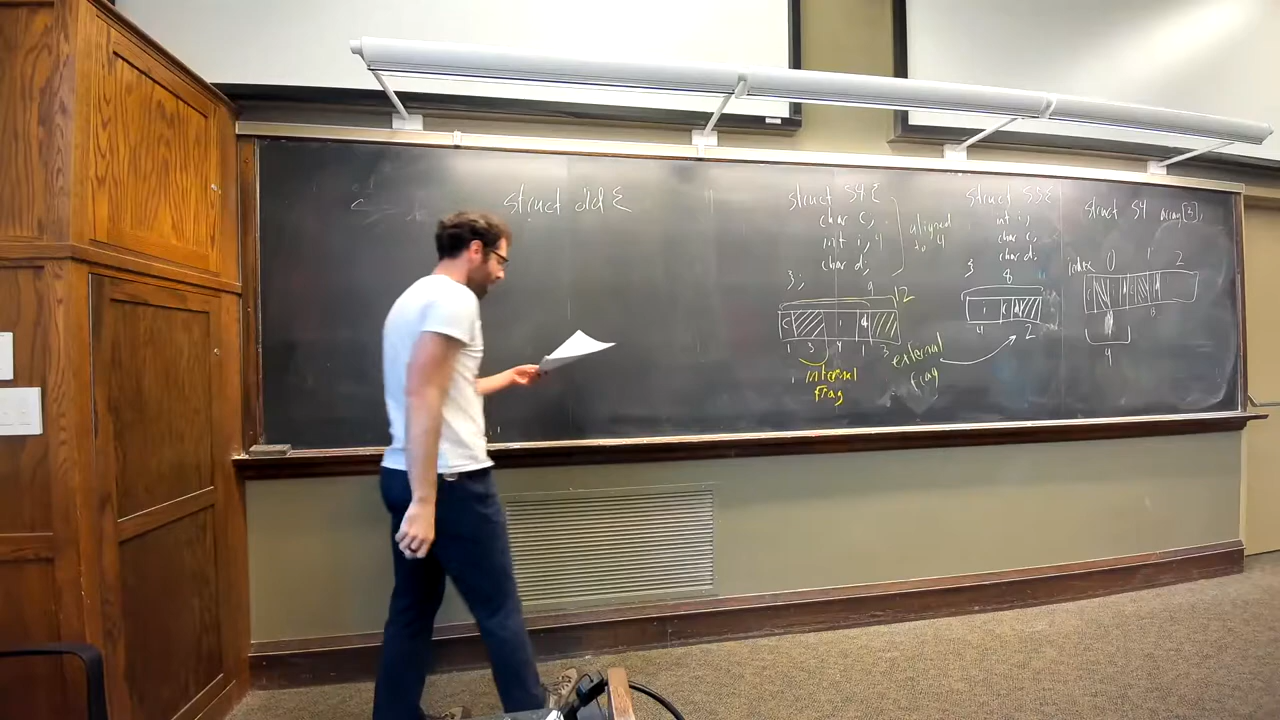 struct old {
struct S4 {
char c;
int i;
char d;
4
aligned
to 4
3;
9
12
c
i
d
1
3
4
1
3
internal
frag
struct S5 {
int i;
char c;
char d;
3
8
i
c
d
4
2
external
frag
struct S4 array[3];
index
0
1
2
4